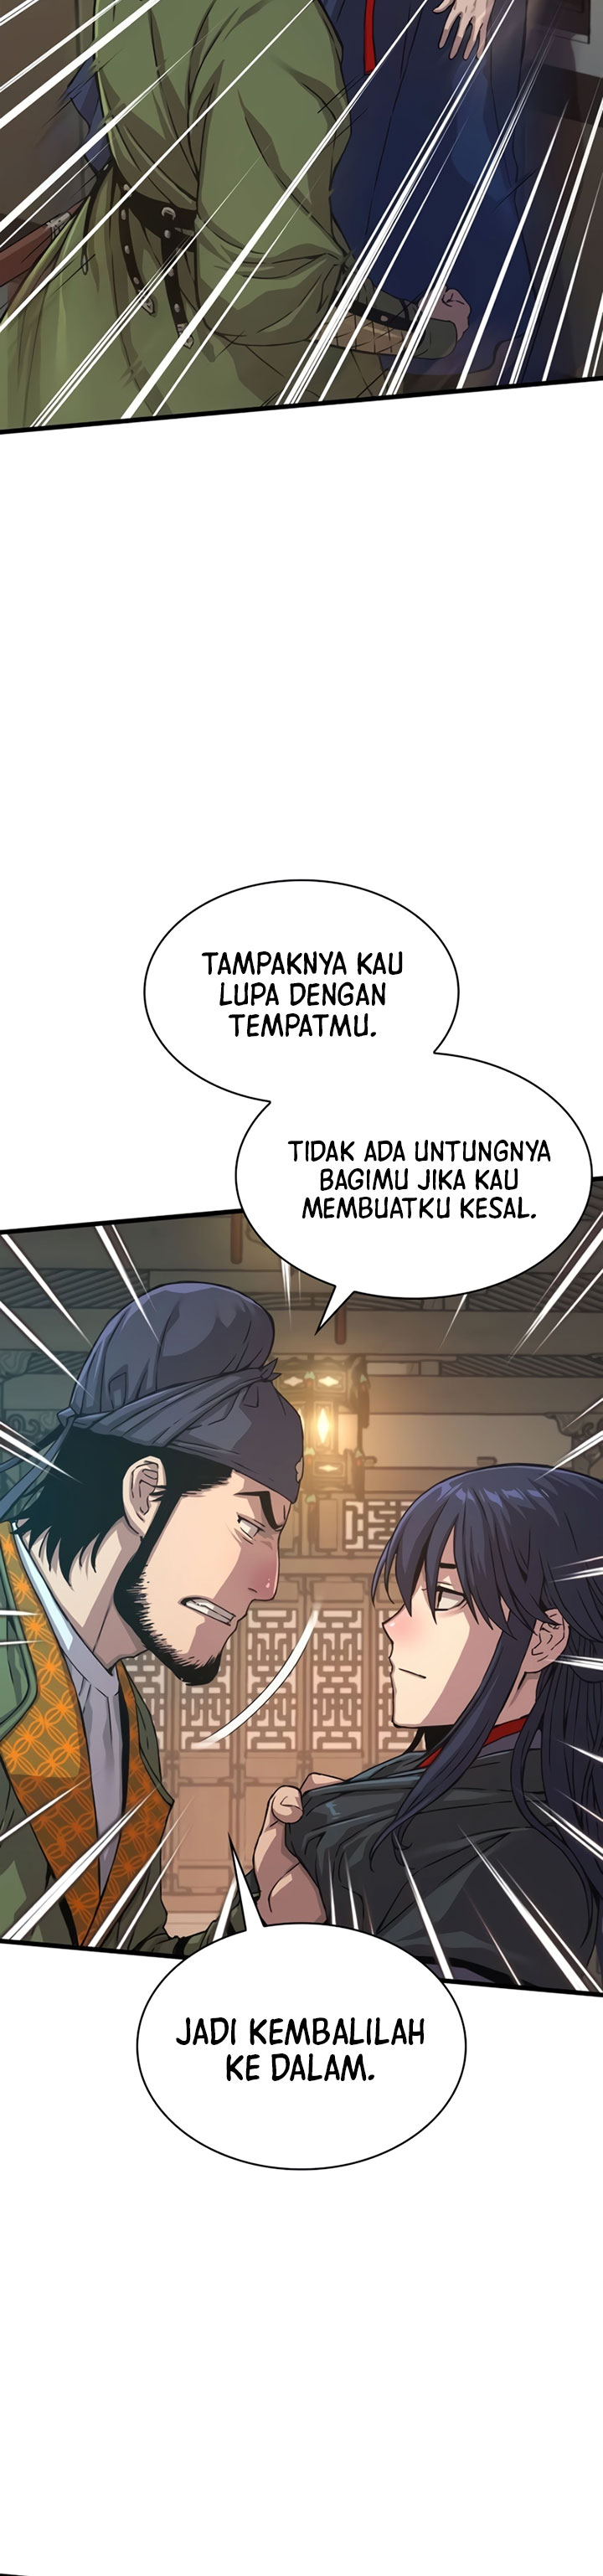 TAMPAKNYA KAU
LUPA DENGAN
TEMPATMU.
TIDAK ADA UNTUNGNYA
BAGIMU JIKA KAU
MEMBUATKU KESAL.
JADI KEMBALILAH
KE DALAM.